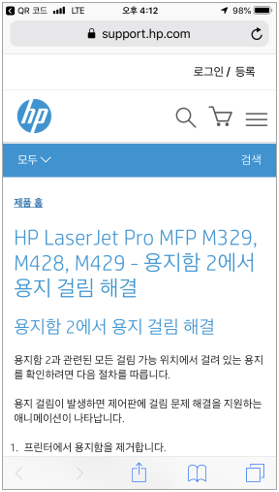 QR 코드 LTE 오후 4:12 98%
support.hp.com
로그인 / 등록
hp
모두 검색
제품 홈
HP LaserJet Pro MFP M329,
M428, M429 - 용지함 2에서
용지 걸림 해결
용지함 2에서 용지 걸림 해결
용지함 2과 관련된 모든 걸림 가능 위치에서 걸려 있는 용지
를 확인하려면 다음 절차를 따릅니다.
용지 걸림이 발생하면 제어판에 걸림 문제 해결을 지원하는
애니메이션이 나타납니다.
1. 프린터에서 용지함을 제거합니다.